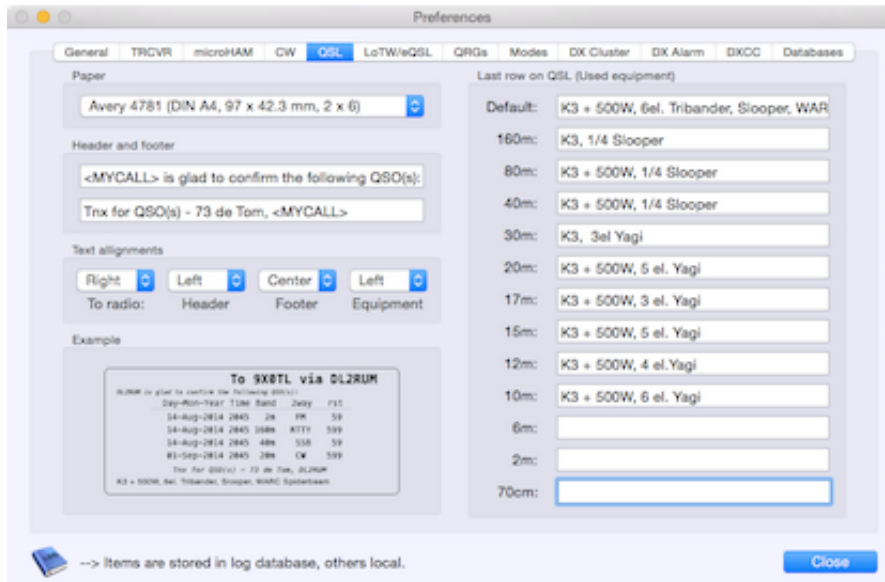 Preferences
General TRCVR microHAM CW QSL LoTW/eQSL QRGs Modes DX Cluster DX Alarm DXCC Databases
Paper
Avery 4781 (DIN A4, 97 x 42.3 mm, 2 x 6)
Header and footer
<MYCALL> is glad to confirm the following QSO(s):
Tnx for QSO(s) - 73 de Tom, <MYCALL>
Text allignments
Right Left Center Left
To radio: Header Footer Equipment
Example
To 9X0TL via DL2RUM
DL2RUM is glad to confirm the following QSO(s):
Day-Mon-Year Time Band 2way rst
14-Aug-2014 2045 2m FM 59
14-Aug-2014 2045 160m RTTY 599
14-Aug-2014 2045 40m SSB 59
01-Sep-2014 2045 20m CW 599
Tnx for QSO(s) - 73 de Tom, DL2RUM
K3 + 500W, 6el. Tribander, Slooper, WARC Spiderbeam
Last row on QSL (Used equipment)
Default: K3 + 500W, 6el. Tribander, Slooper, WAR
160m: K3, 1/4 Slooper
80m: K3 + 500W, 1/4 Slooper
40m: K3 + 500W, 1/4 Slooper
30m: K3, 3el Yagi
20m: K3 + 500W, 5 el. Yagi
17m: K3 + 500W, 3 el. Yagi
15m: K3 + 500W, 5 el. Yagi
12m: K3 + 500W, 4 el.Yagi
10m: K3 + 500W, 6 el. Yagi
6m:
2m:
70cm:
--> Items are stored in log database, others local.
Close